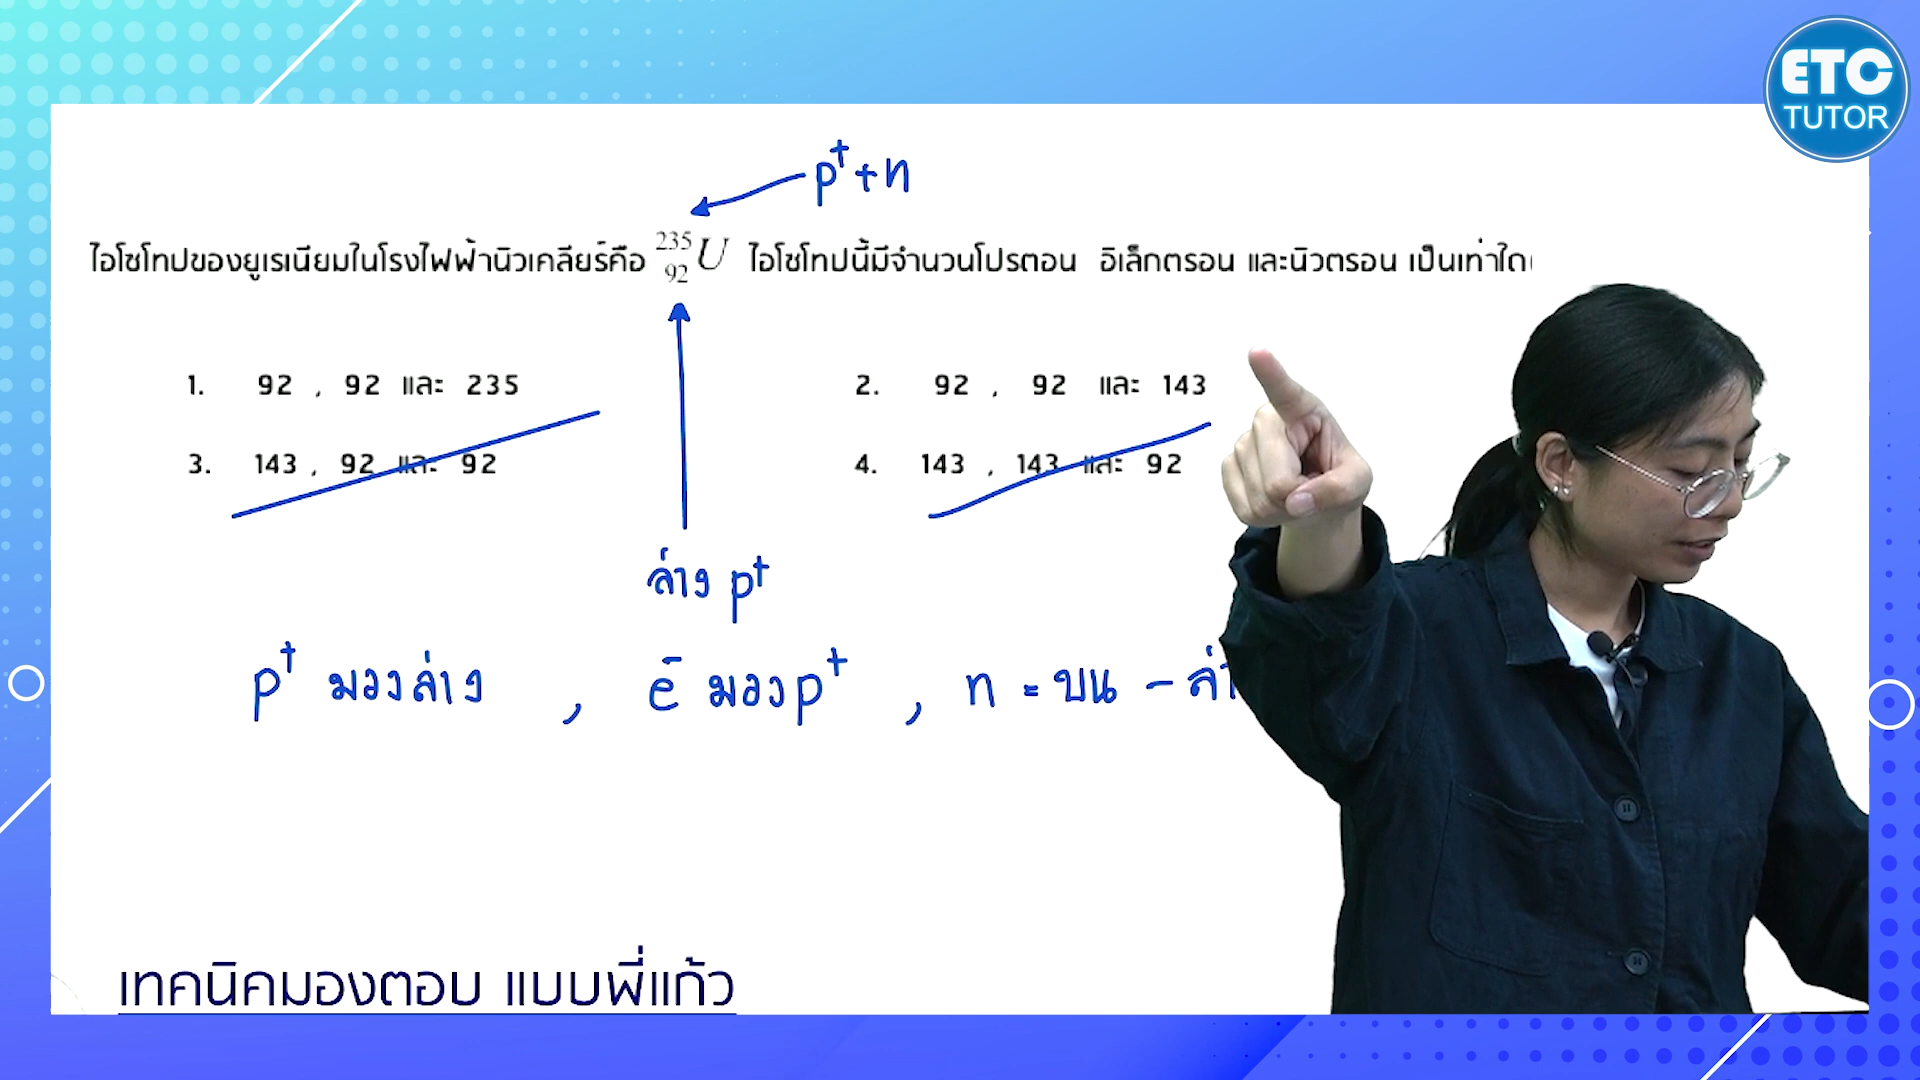 ETC
TUTOR
p⁺+n
ไอโซโทปของยูเรเนียมในโรงไฟฟ้านิวเคลียร์คือ ²³⁵₉₂U ไอโซโทปนี้มีจำนวนโปรตอน อิเล็กตรอน และนิวตรอน เป็นเท่าใด
1. 92 , 92 และ 235
2. 92 , 92 และ 143
3. 143 , 92 และ 92
4. 143 , 143 และ 92
ล่าง p⁺
p⁺ มองล่าง , e⁻ มอง p⁺ , n = บน -
เทคนิคมองตอบ แบบพี่แก้ว